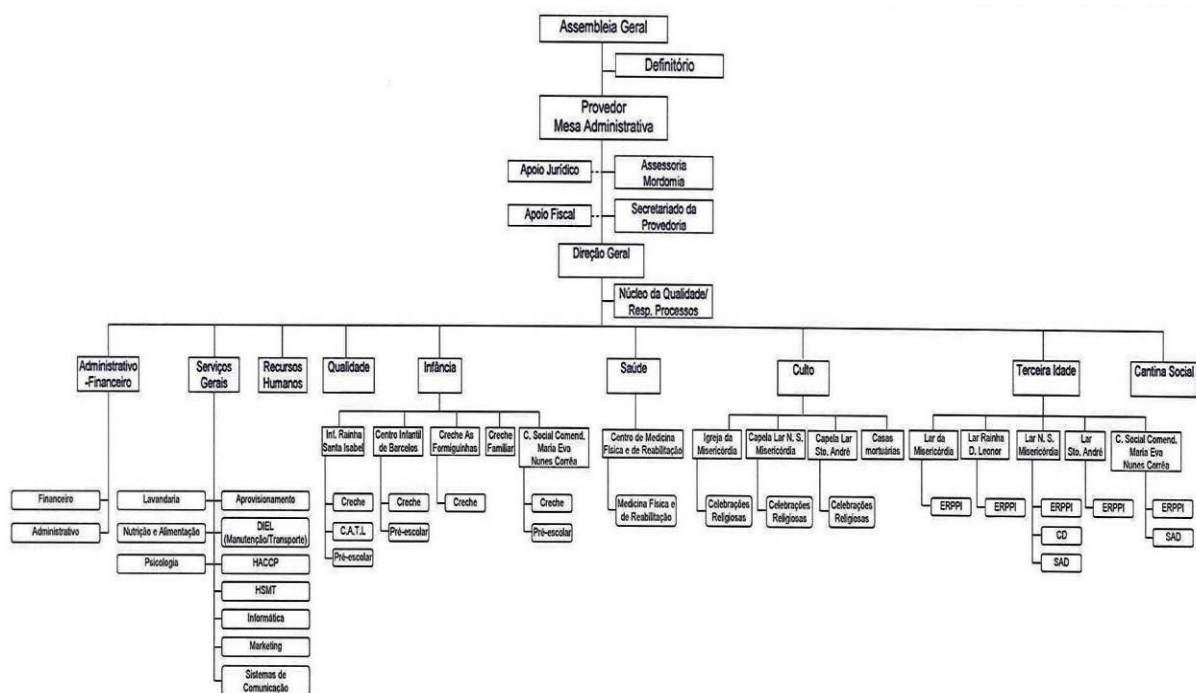 Assembleia Geral
Definitório
Provedor
Mesa Administrativa
Apoio Jurídico
Assessoria
Mordomia
Apoio Fiscal
Secretariado da
Provedoria
Direção Geral
Núcleo da Qualidade/
Resp. Processos
Administrativo
-Financeiro
Serviços
Gerais
Recursos
Humanos
Qualidade
Infância
Saúde
Culto
Terceira Idade
Cantina Social
Inf. Rainha
Santa Isabel
Centro Infantil
de Barcelos
Creche As
Formiguinhas
Creche
Familiar
C. Social Comend.
Maria Eva
Nunes Corrêa
Centro de Medicina
Física e de Reabilitação
Igreja da
Misericórdia
Capela Lar N. S.
Misericórdia
Capela Lar
Sto. André
Casas
mortuárias
Lar da
Misericórdia
Lar Rainha
D. Leonor
Lar N. S.
Misericórdia
Lar
Sto. André
C. Social Comend.
Maria Eva
Nunes Corrêa
Financeiro
Lavandaria
Aprovisionamento
Creche
Creche
Creche
Creche
Medicina Física e
de Reabilitação
Celebrações
Religiosas
Celebrações
Religiosas
Celebrações
Religiosas
ERPPI
ERPPI
ERPPI
ERPPI
ERPPI
Administrativo
Nutrição e Alimentação
DIEL
(Manutenção/Transporte)
C.A.T.L
Pré-escolar
Pré-escolar
CD
SAD
Psicologia
HACCP
Pré-escolar
SAD
HSMT
Informática
Marketing
Sistemas de
Comunicação